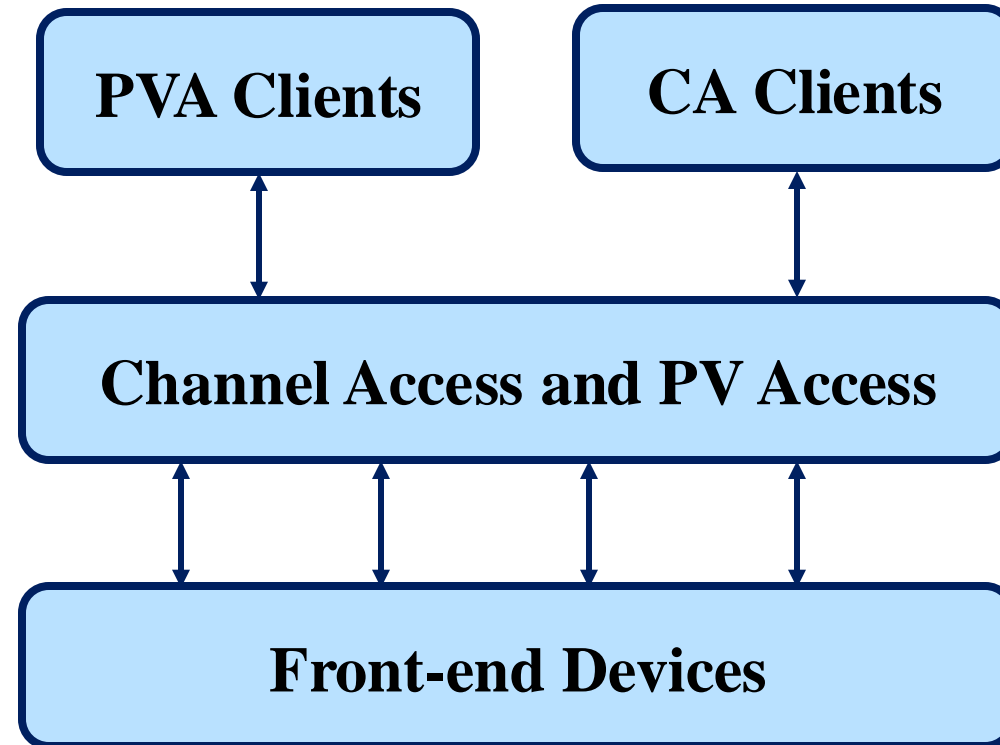 PVA Clients
CA Clients
Channel Access and PV Access
Front-end Devices